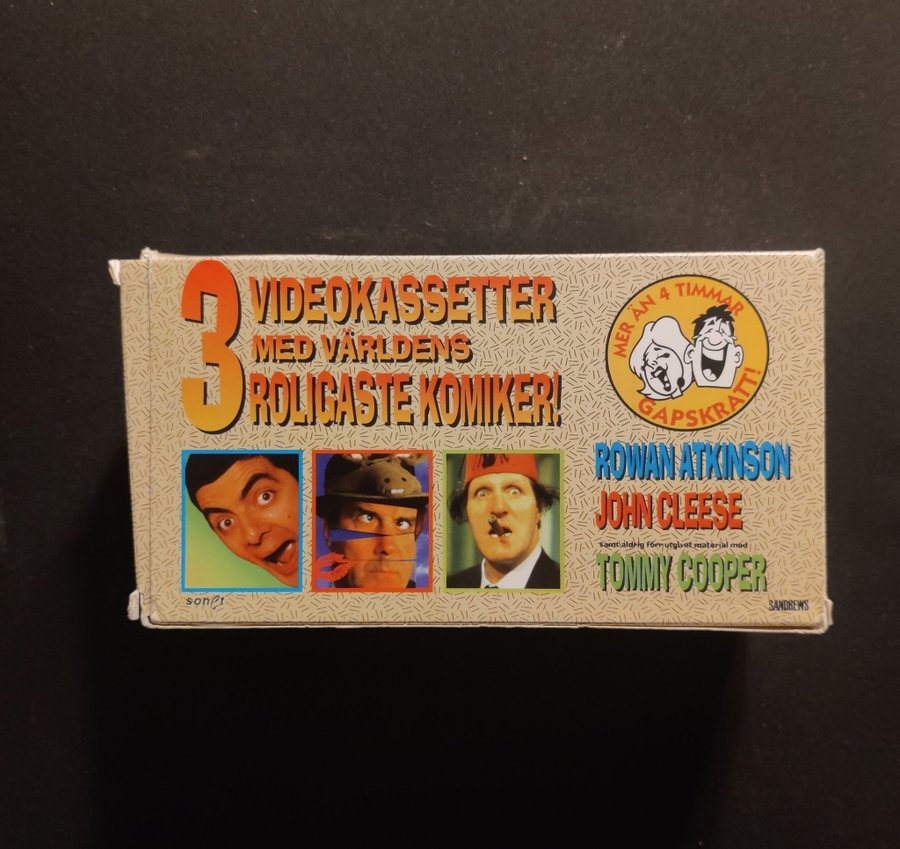 3 VIDEOKASSETTER
MED VÄRLDENS
ROLIGASTE KOMIKER!
MER ÄN 4 TIMMAR
GAPSKRATT!
ROWAN ATKINSON
JOHN CLEESE
samt aldrig förr utgivet material med
TOMMY COOPER
sonet
SANDREWS